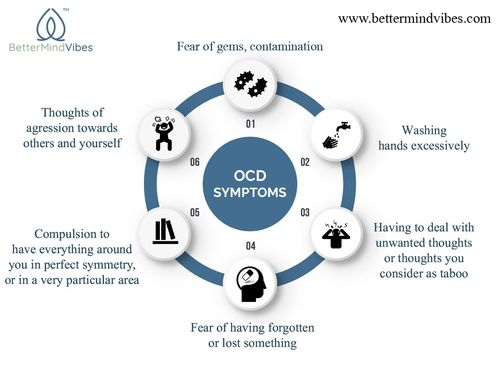 TM
BetterMindVibes
www.bettermindvibes.com
Fear of gems, contamination
01
Washing
hands excessively
02
Having to deal with
unwanted thoughts
or thoughts you
consider as taboo
03
Fear of having forgotten
or lost something
04
Compulsion to
have everything around
you in perfect symmetry,
or in a very particular area
05
Thoughts of
agression towards
others and yourself
06
OCD
SYMPTOMS